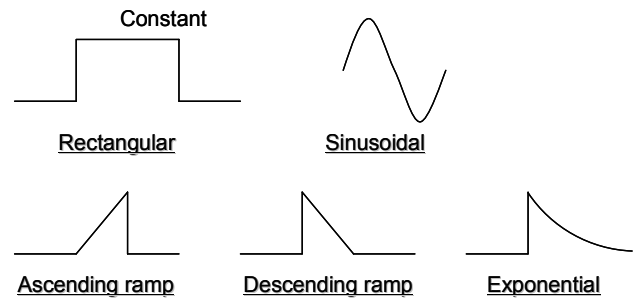 Constant
Rectangular
Sinusoidal
Ascending ramp
Descending ramp
Exponential